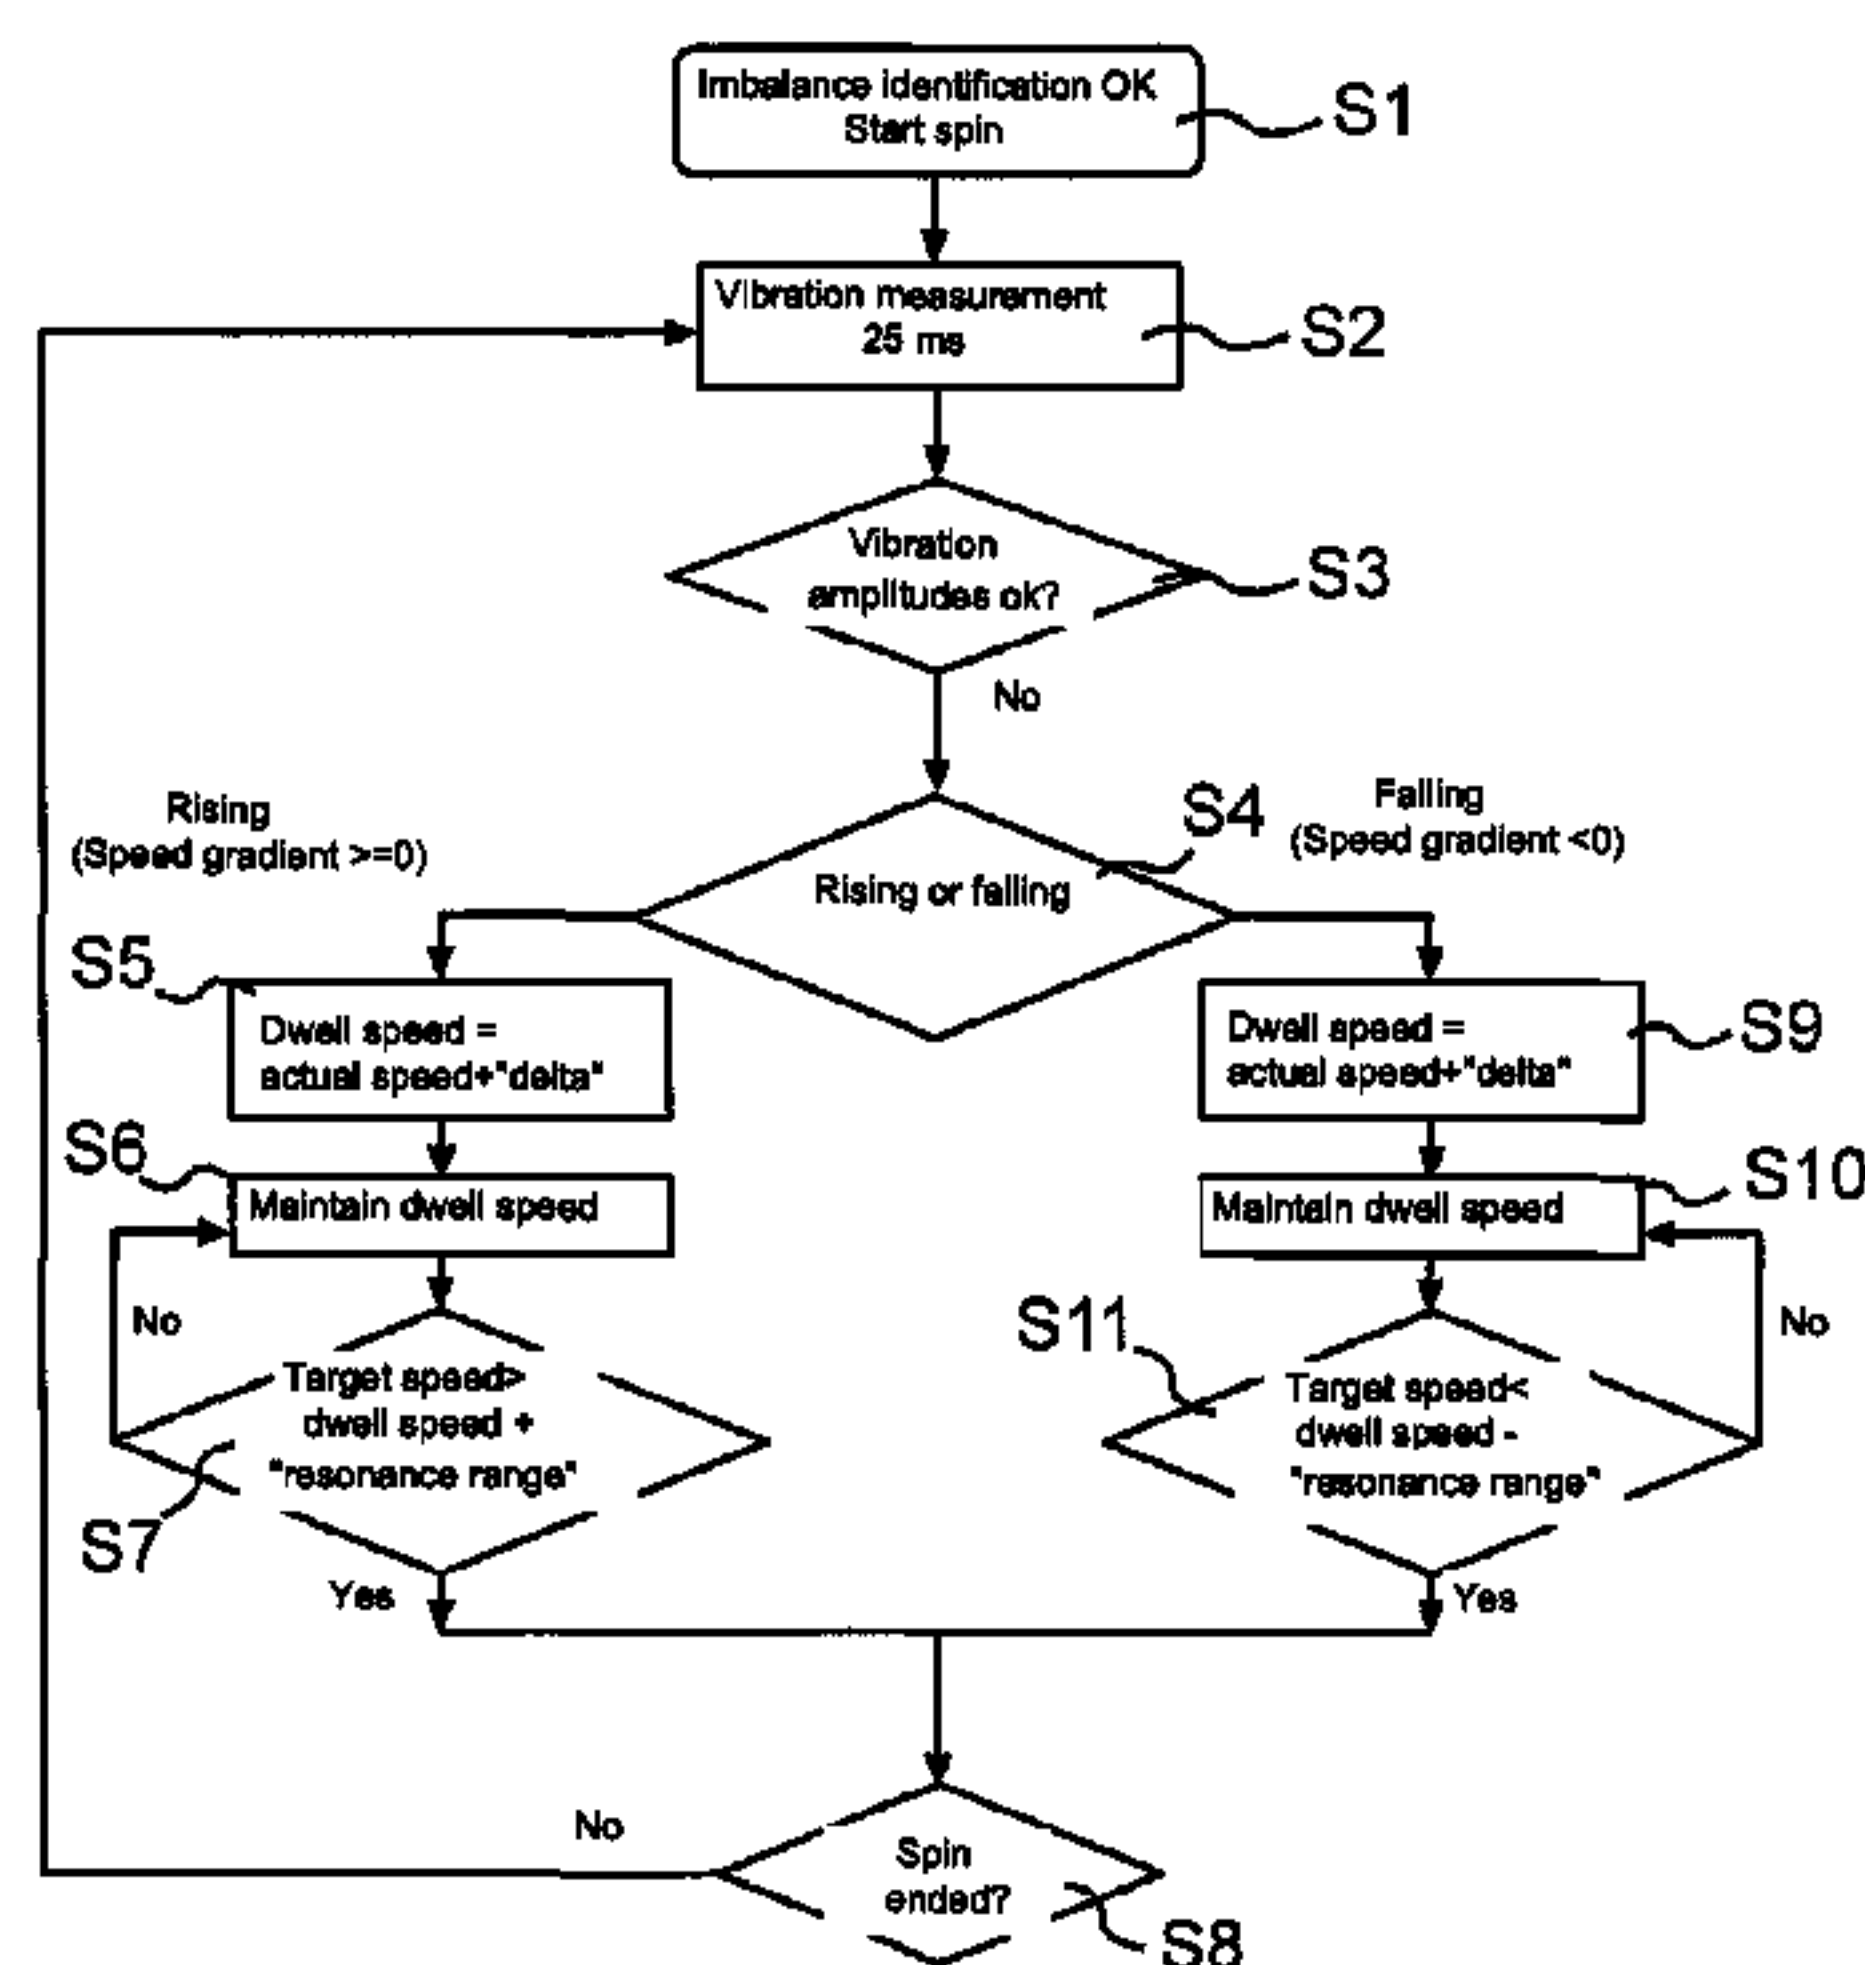 Imbalance identification OK
Start spin
S1
Vibration measurement
25 ms
S2
Vibration
amplitudes ok?
S3
No
Rising
(Speed gradient >=0)
S4
Falling
(Speed gradient <0)
Rising or falling
S5
Dwell speed =
actual speed+"delta"
Dwell speed =
actual speed+"delta"
S9
S6
Maintain dwell speed
Maintain dwell speed
S10
No
Target speed>
dwell speed +
"resonance range"
S7
Yes
S11
Target speed<
dwell speed -
"resonance range"
No
Yes
No
Spin
ended?
S8